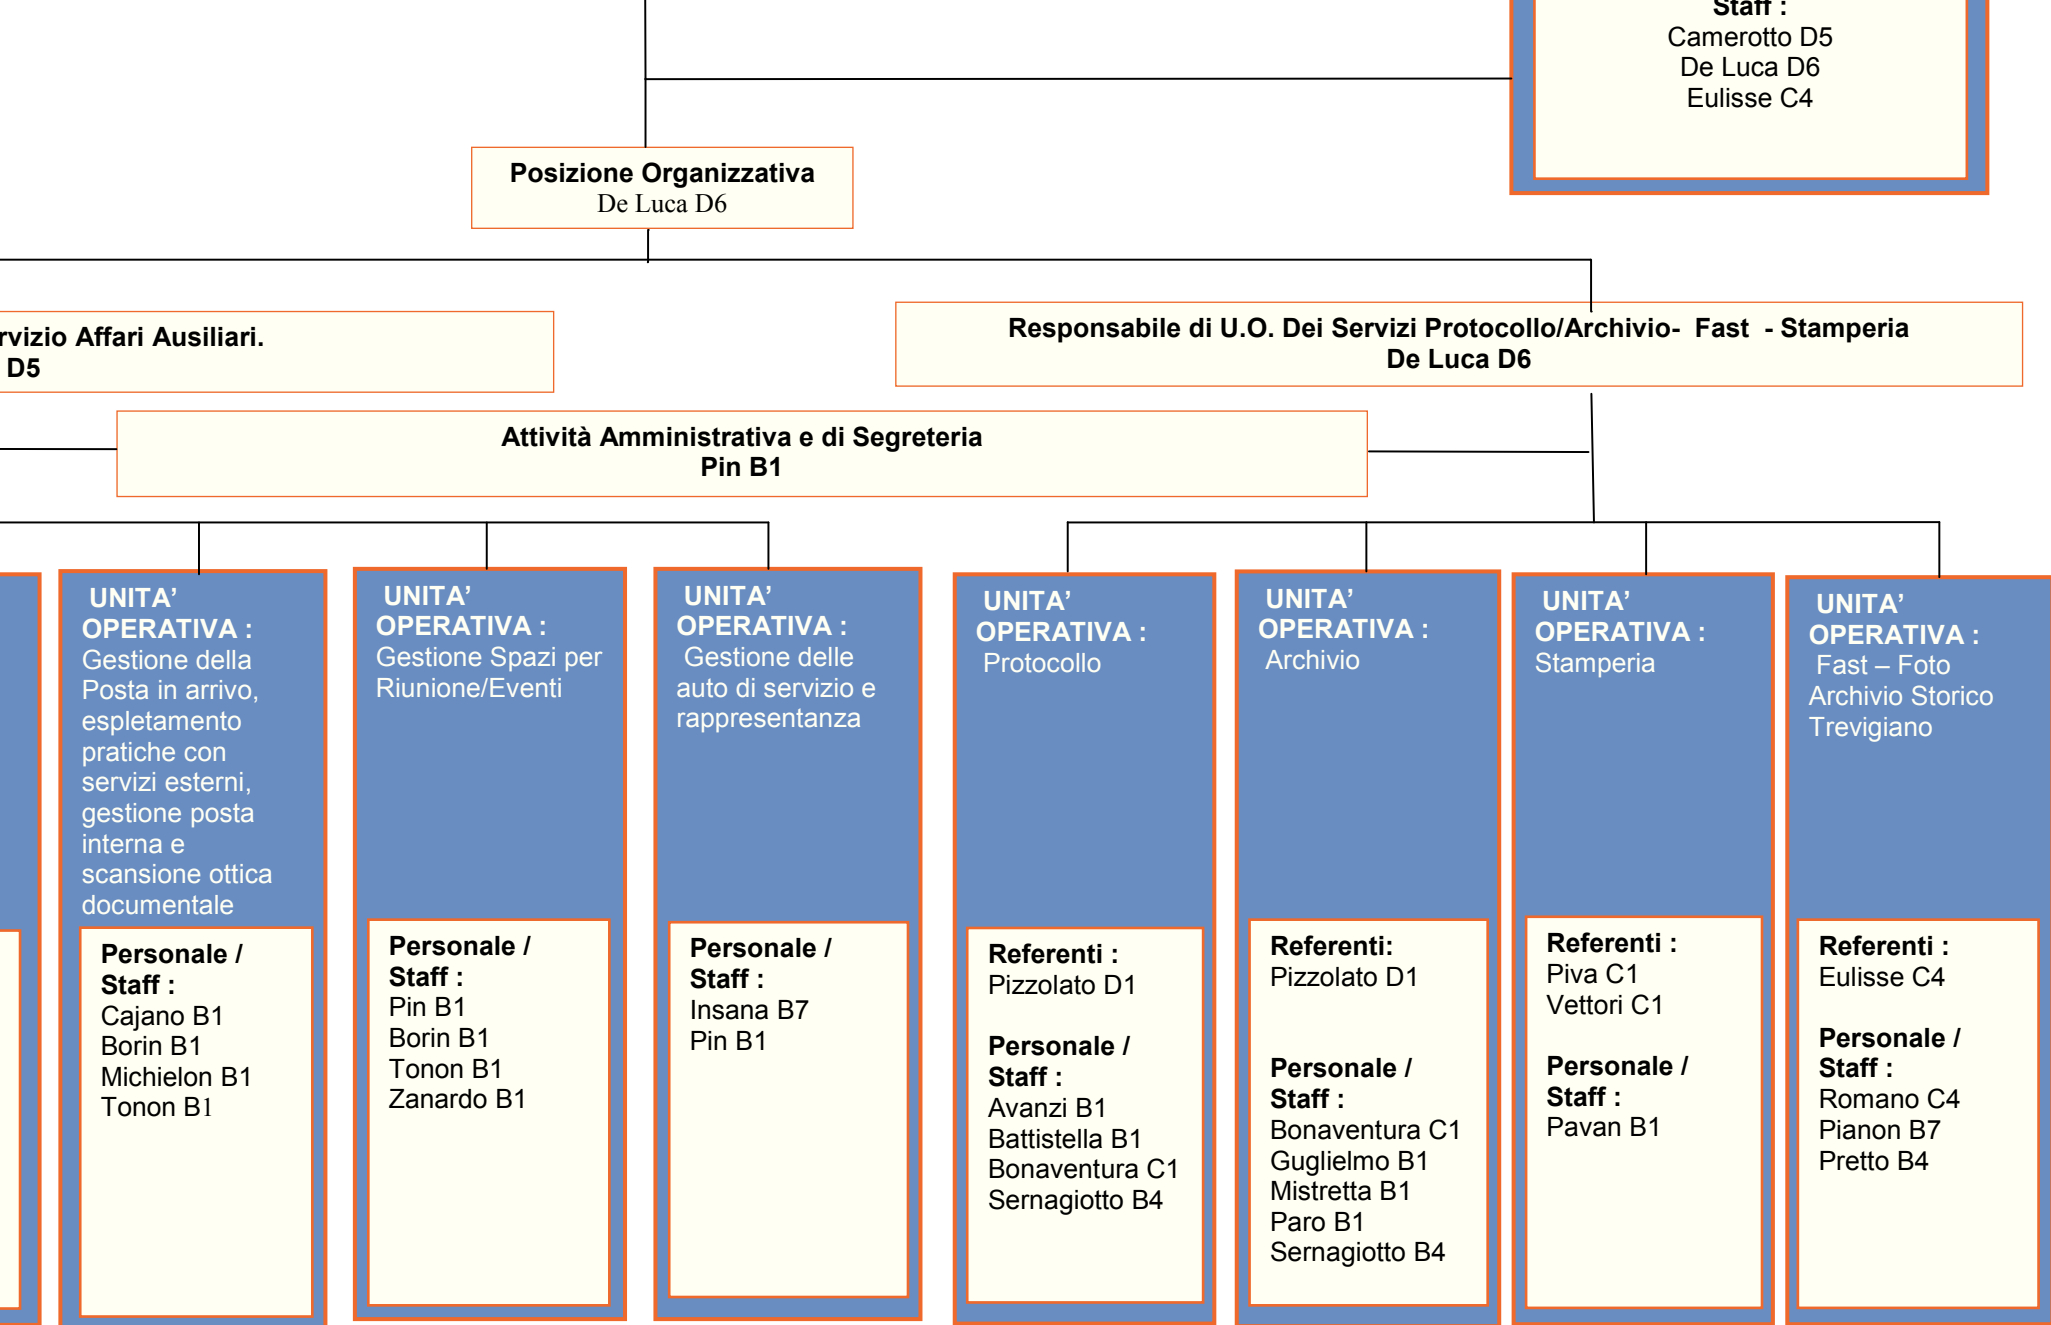 Staff :
Camerotto D5
De Luca D6
Eulisse C4
Posizione Organizzativa
De Luca D6
Affari Ausiliari.
D5
Responsabile di U.O. Dei Servizi Protocollo/Archivio- Fast - Stamperia
De Luca D6
Attività Amministrativa e di Segreteria
Pin B1
UNITA’
OPERATIVA :
Gestione della
Posta in arrivo,
espletamento
pratiche con
servizi esterni,
gestione posta
interna e
scansione ottica
documentale
Personale /
Staff :
Cajano B1
Borin B1
Michielon B1
Tonon B1
UNITA’
OPERATIVA :
Gestione Spazi per
Riunione/Eventi
Personale /
Staff :
Pin B1
Borin B1
Tonon B1
Zanardo B1
UNITA’
OPERATIVA :
Gestione delle
auto di servizio e
rappresentanza
Personale /
Staff :
Insana B7
Pin B1
UNITA’
OPERATIVA :
Protocollo
Referenti :
Pizzolato D1
Personale /
Staff :
Avanzi B1
Battistella B1
Bonaventura C1
Sernagiotto B4
UNITA’
OPERATIVA :
Archivio
Referenti:
Pizzolato D1
Personale /
Staff :
Bonaventura C1
Guglielmo B1
Mistretta B1
Paro B1
Sernagiotto B4
UNITA’
OPERATIVA :
Stamperia
Referenti :
Piva C1
Vettori C1
Personale /
Staff :
Pavan B1
UNITA’
OPERATIVA :
Fast – Foto
Archivio Storico
Trevigiano
Referenti :
Eulisse C4
Personale /
Staff :
Romano C4
Pianon B7
Pretto B4